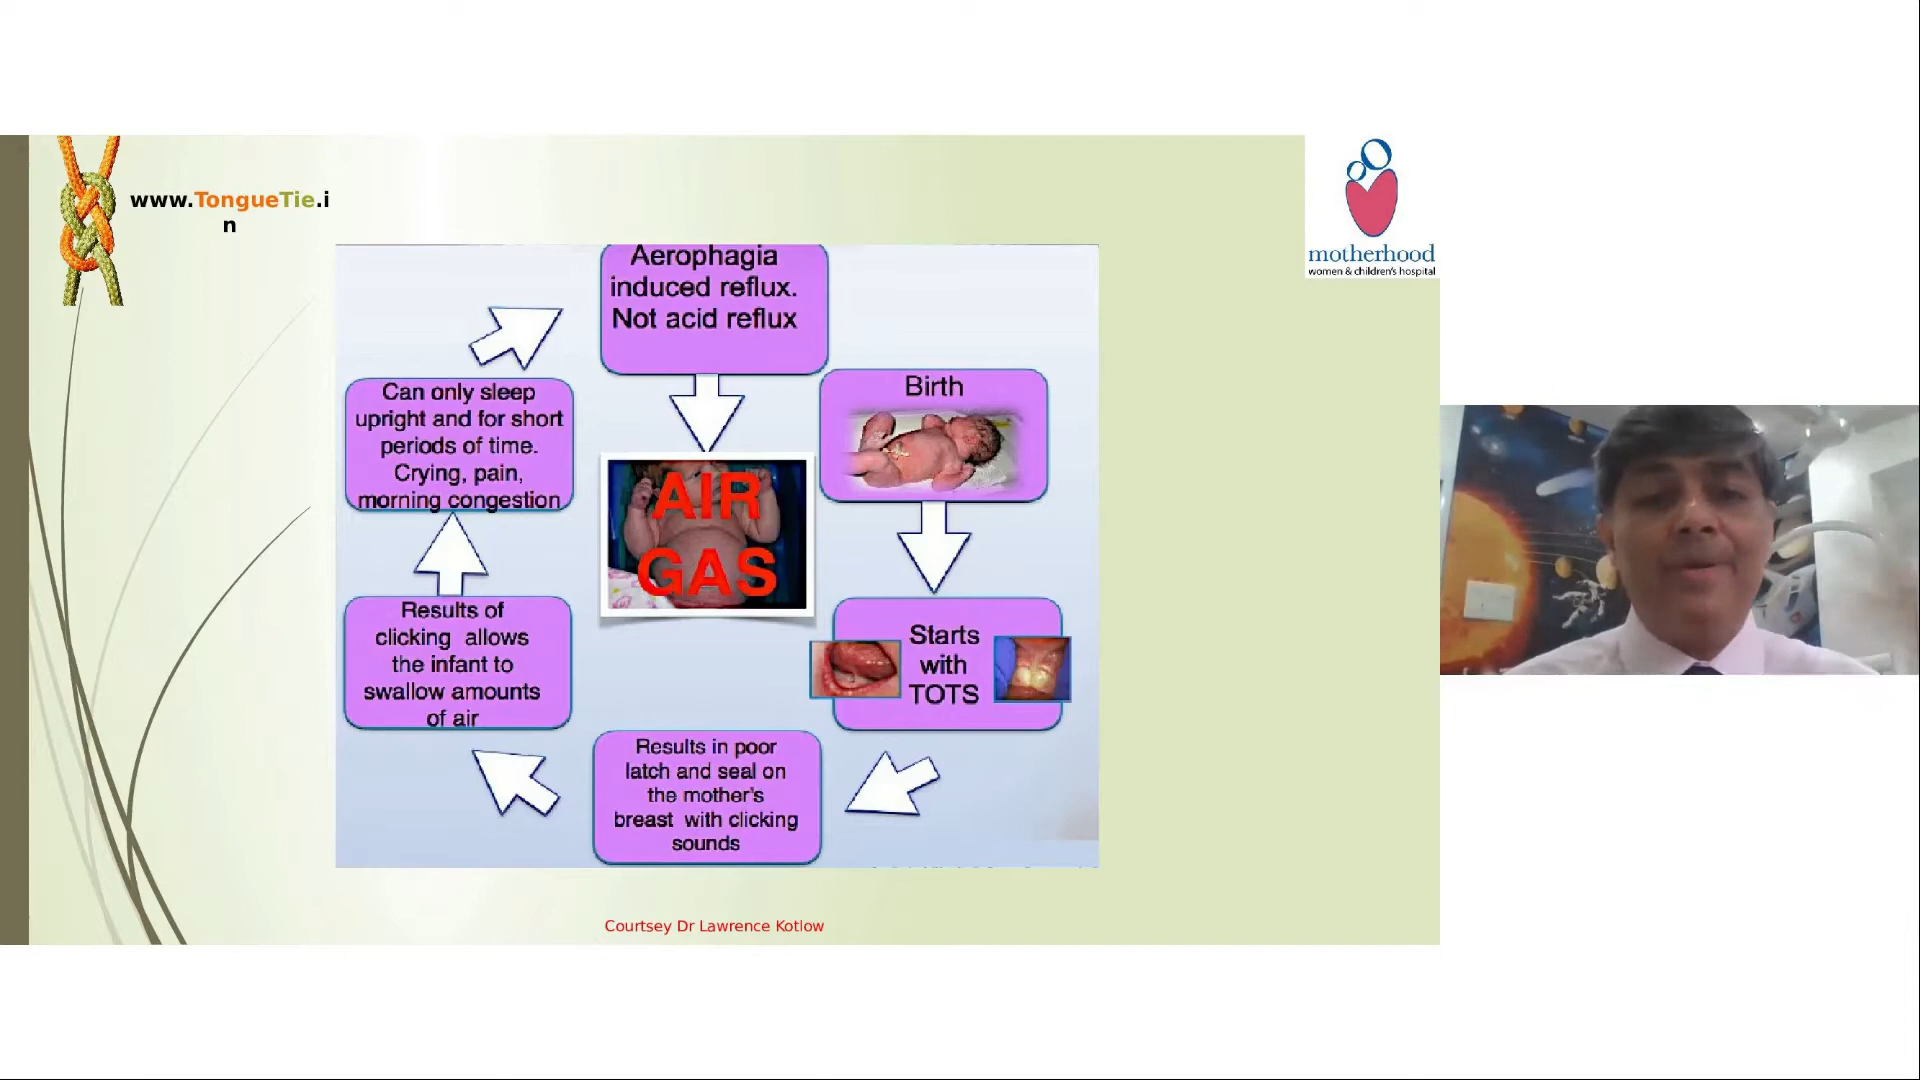 www.TongueTie.i
n
motherhood
women & children's hospital
Aerophagia
induced reflux.
Not acid reflux
Can only sleep
upright and for short
periods of time.
Crying, pain,
morning congestion
Birth
AIR
GAS
Results of
clicking allows
the infant to
swallow amounts
of air
Starts
with
TOTS
Results in poor
latch and seal on
the mother's
breast with clicking
sounds
Courtsey Dr Lawrence Kotlow